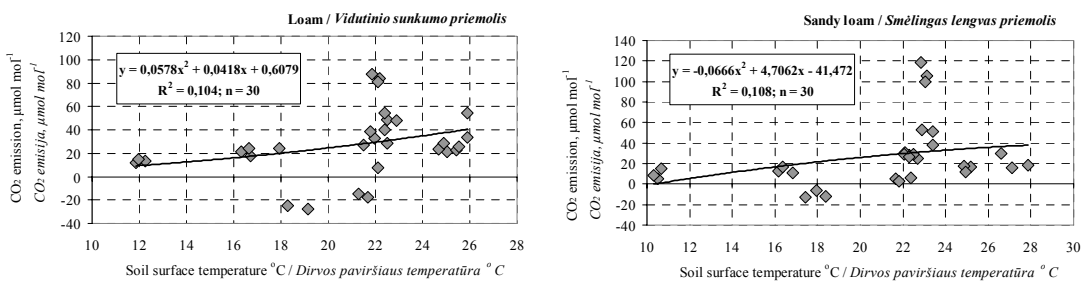 Loam / Vidutinio sunkumo priemolis
CO2 emission, µmol mol-1
CO2 emisija, µmol mol-1
120
100
80
60
40
20
0
-20
-40
y = 0,0578x2 + 0,0418x + 0,6079
R2 = 0,104; n = 30
10 12 14 16 18 20 22 24 26 28
Soil surface temperature oC / Dirvos paviršiaus temperatūra o C
Sandy loam / Smėlingas lengvas priemolis
CO2 emission, µmol mol-1
CO2 emisija, µmol mol-1
140
120
100
80
60
40
20
0
-20
-40
y = -0,0666x2 + 4,7062x - 41,472
R2 = 0,108; n = 30
10 12 14 16 18 20 22 24 26 28 30
Soil surface temperature oC / Dirvos paviršiaus temperatūra o C